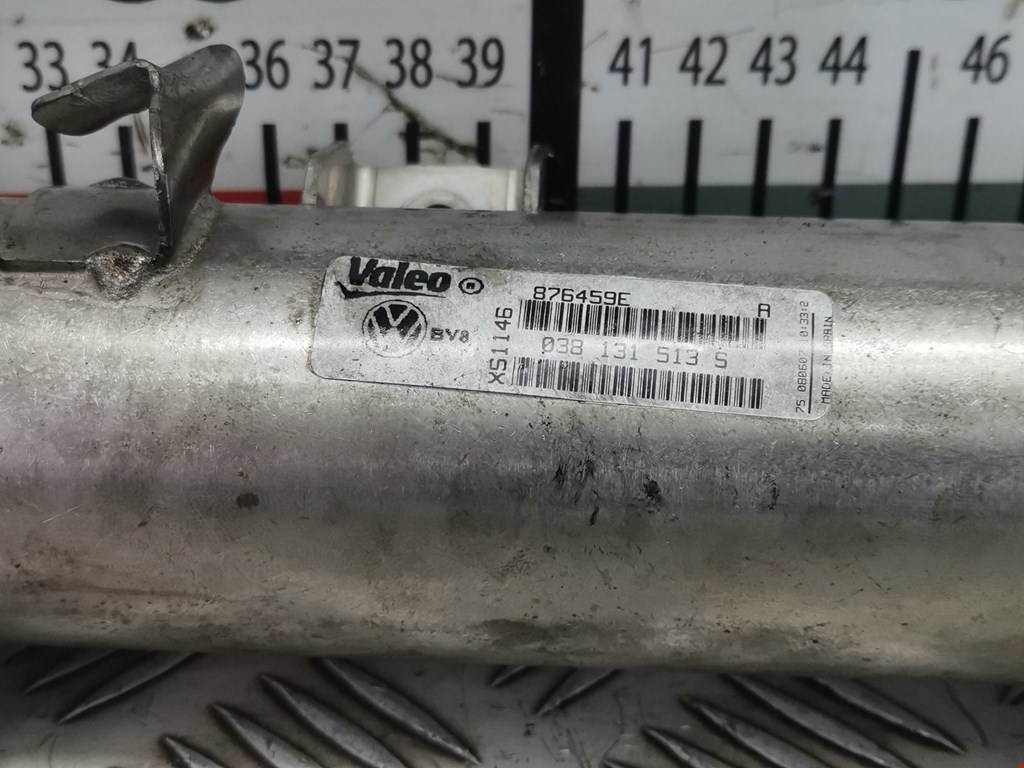 33 34 36 37 38 39 41 42 43 44 46
Valeo ®
876459E
A
BV8
XS1146
038 131 513 S
MADE IN SPAIN